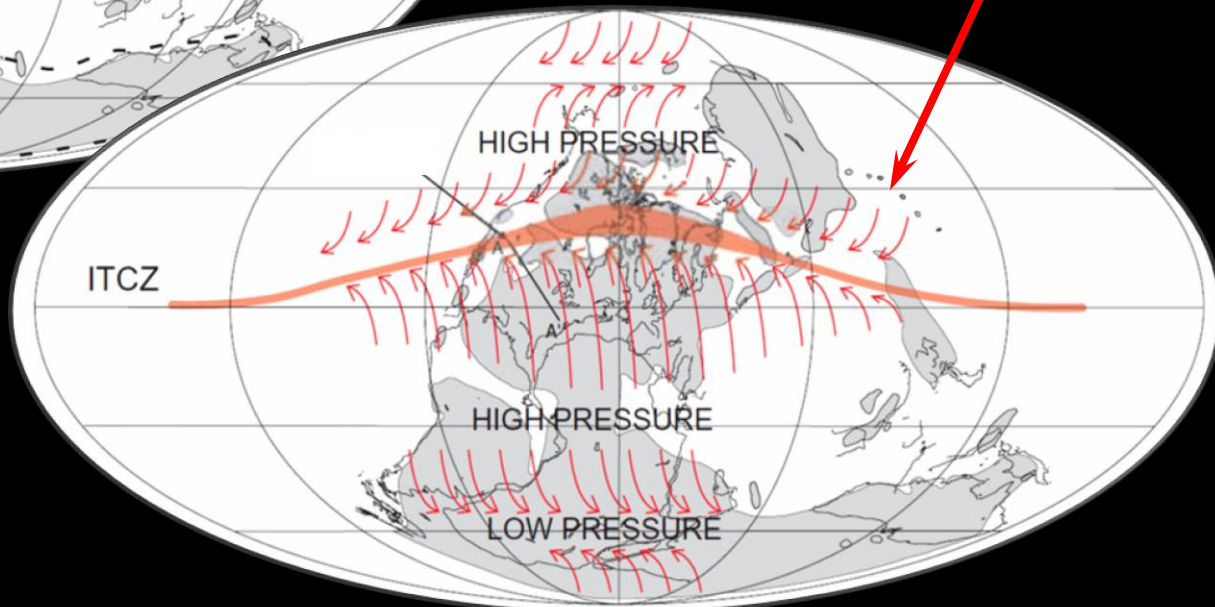 HIGH PRESSURE
ITCZ
A
A'
HIGH PRESSURE
LOW PRESSURE